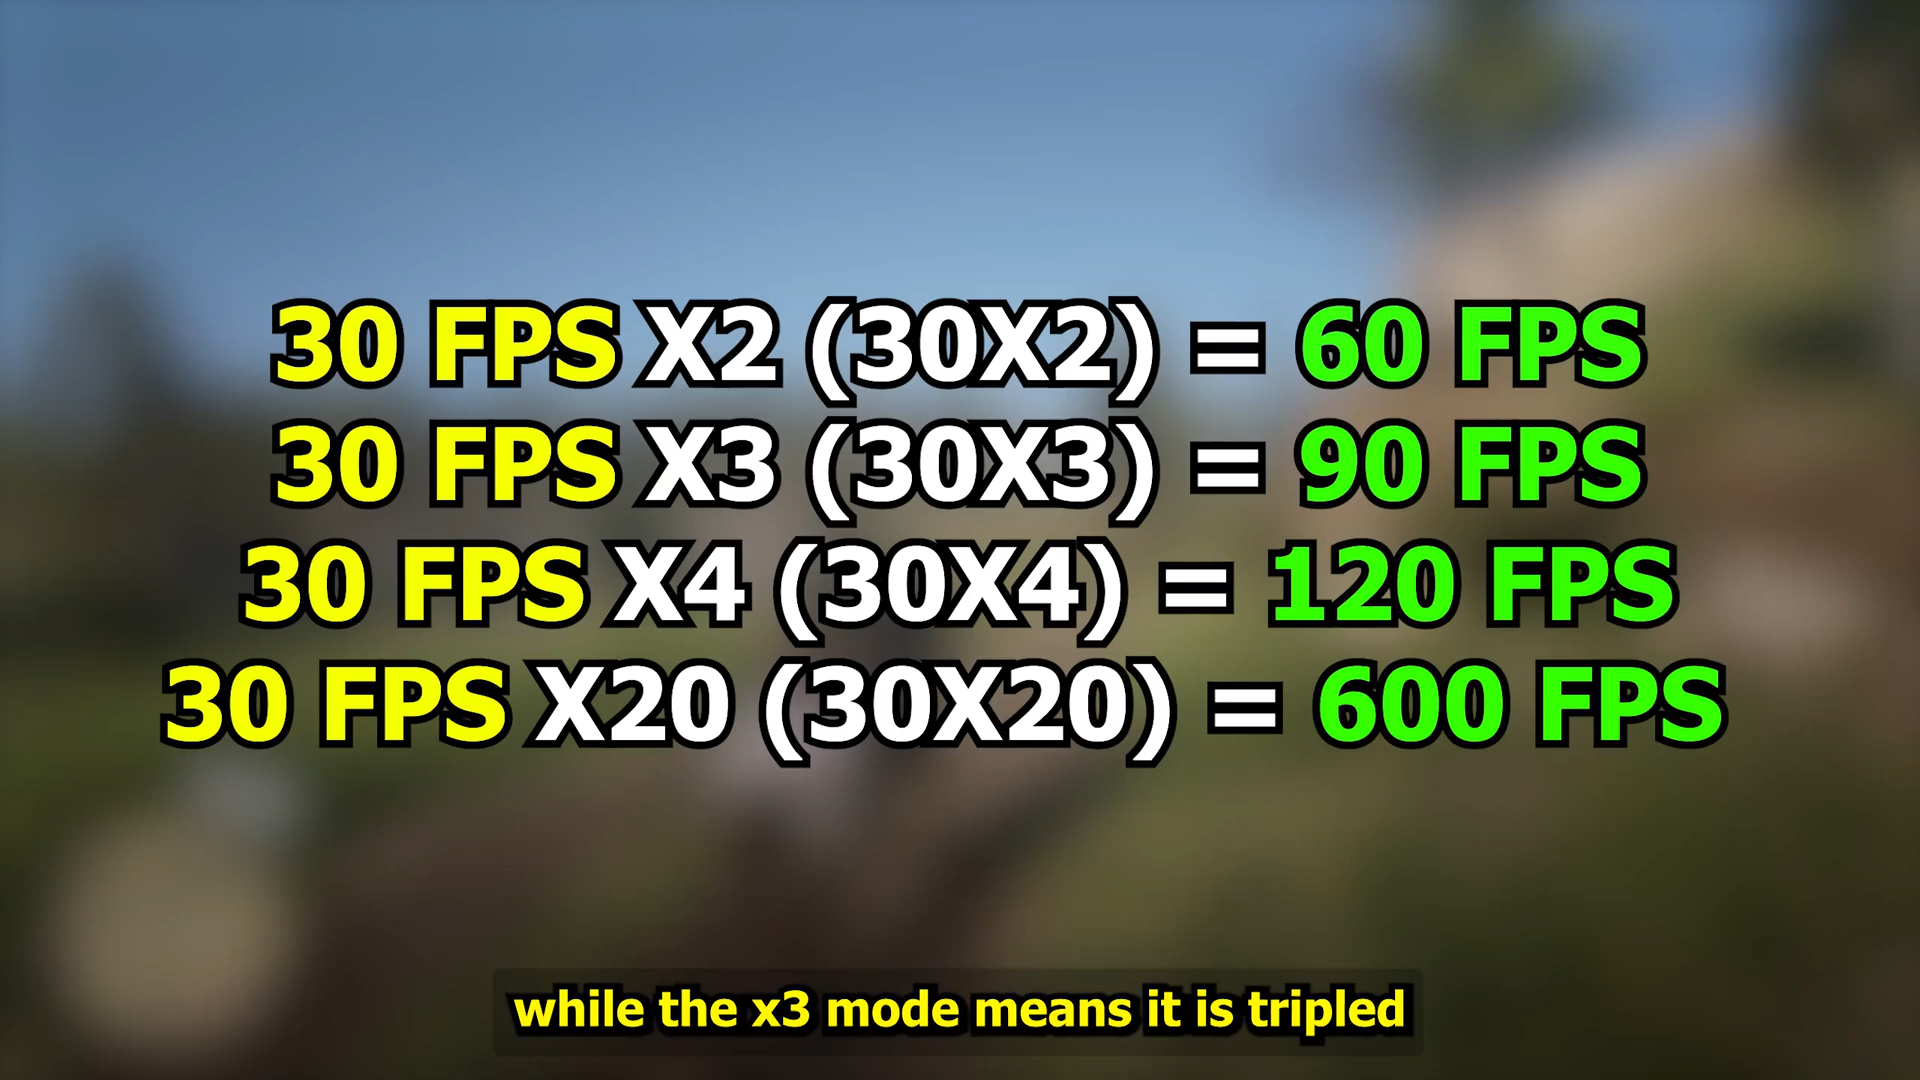 30 FPS X2 (30X2) = 60 FPS
30 FPS X3 (30X3) = 90 FPS
30 FPS X4 (30X4) = 120 FPS
30 FPS X20 (30X20) = 600 FPS
while the x3 mode means it is tripled